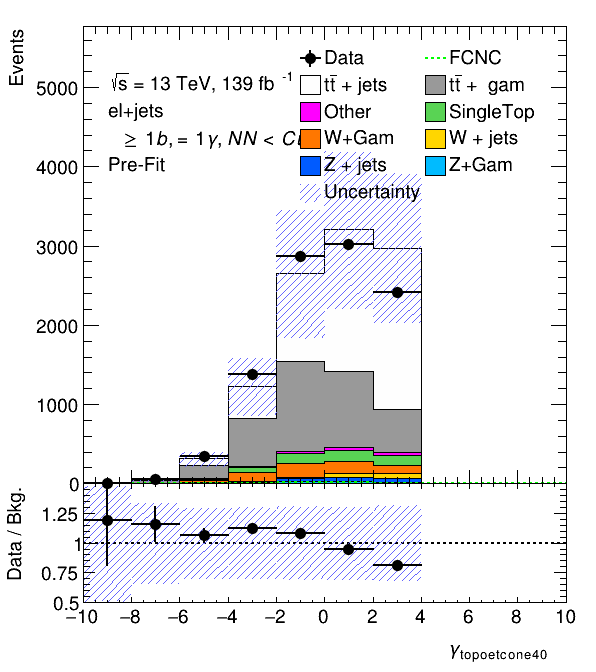 Events
√s = 13 TeV, 139 fb⁻¹
el+jets
≥ 1b, = 1γ, NN <
Pre-Fit
Data
FCNC
tt̄ + jets
tt̄ + gam
Other
SingleTop
W+Gam
W + jets
Z + jets
Z+Gam
Uncertainty
5000
4000
3000
2000
1000
0
Data / Bkg.
1.25
1
0.75
0.5
−10 −8 −6 −4 −2 0 2 4 6 8 10
γtopoetcone40